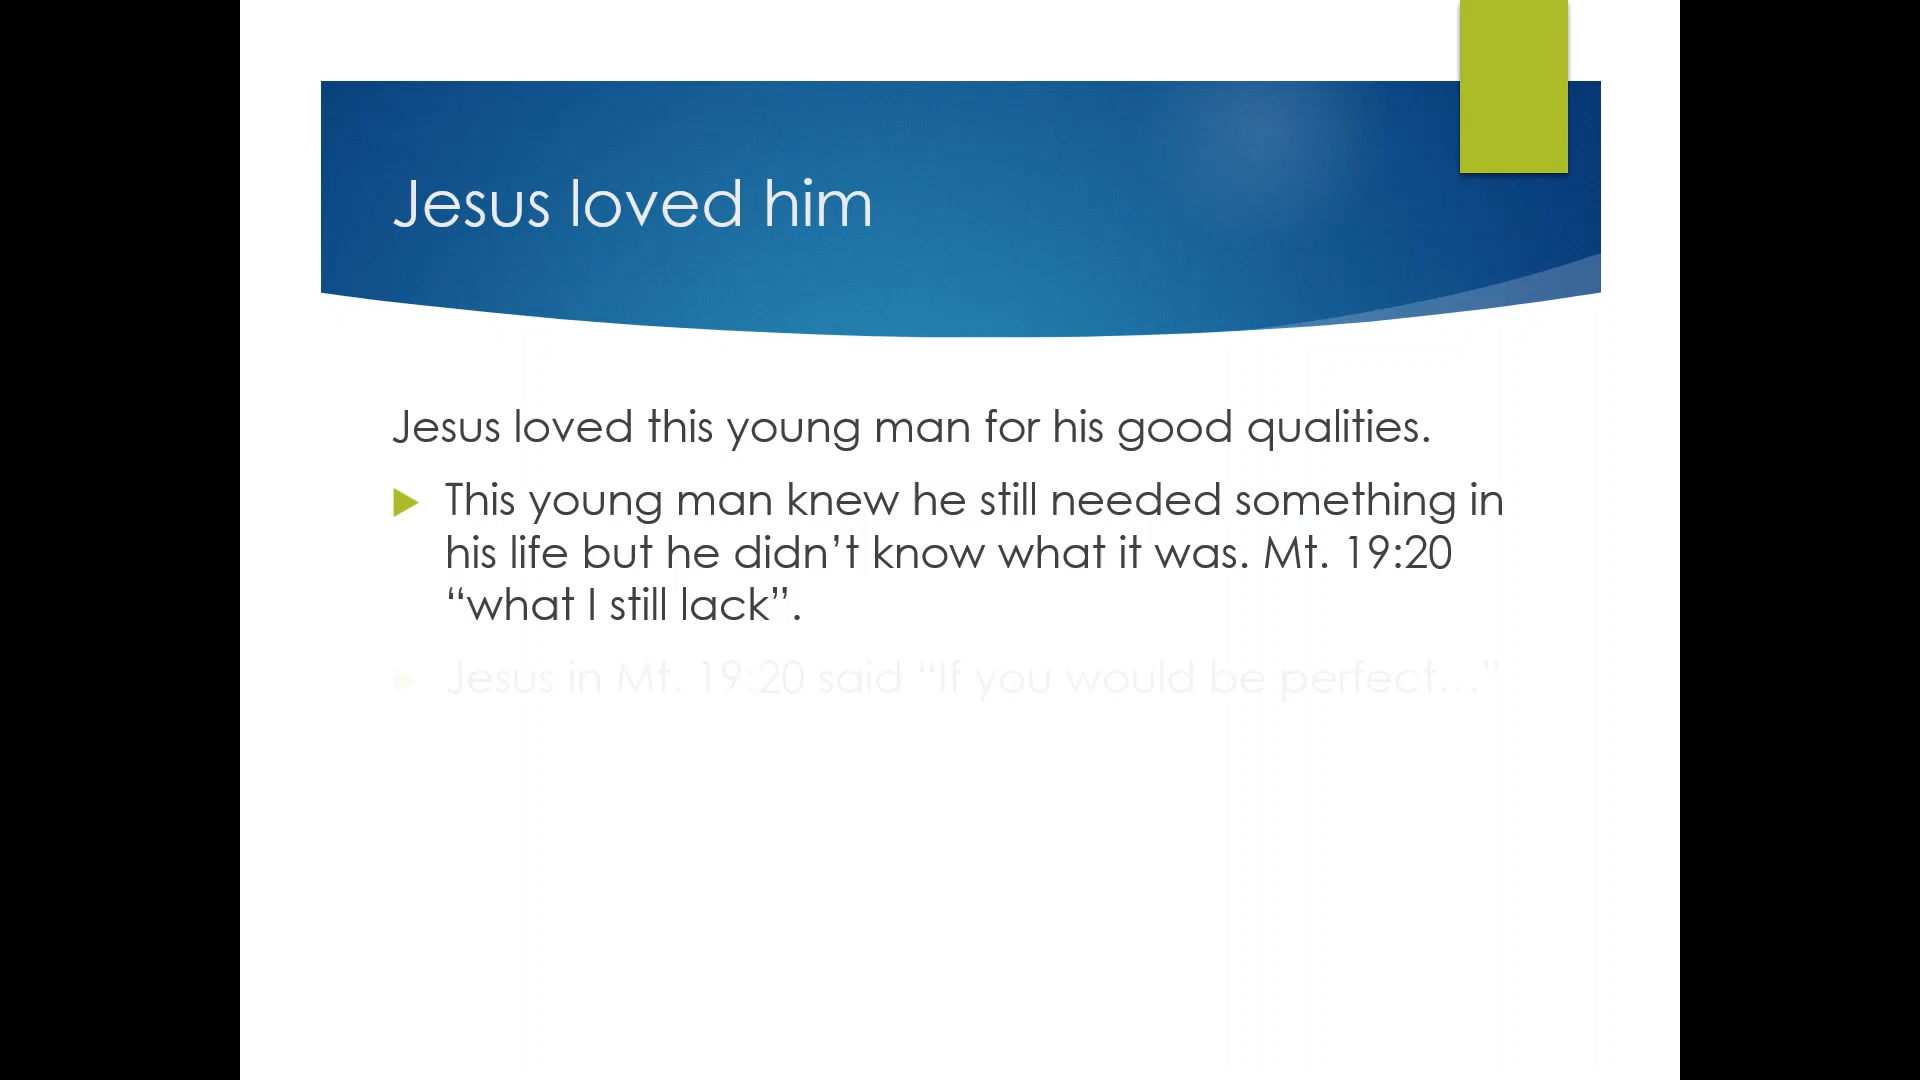 Jesus loved him
Jesus loved this young man for his good qualities.
This young man knew he still needed something in
his life but he didn’t know what it was. Mt. 19:20
“what I still lack”.
Jesus in Mt. 19:20 said “If you would be perfect…”